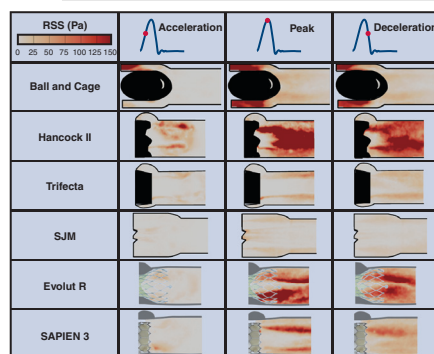 RSS (Pa)
0 25 50 75 100 125 150
Acceleration
Peak
Deceleration
Ball and Cage
Hancock II
Trifecta
SJM
Evolut R
SAPIEN 3